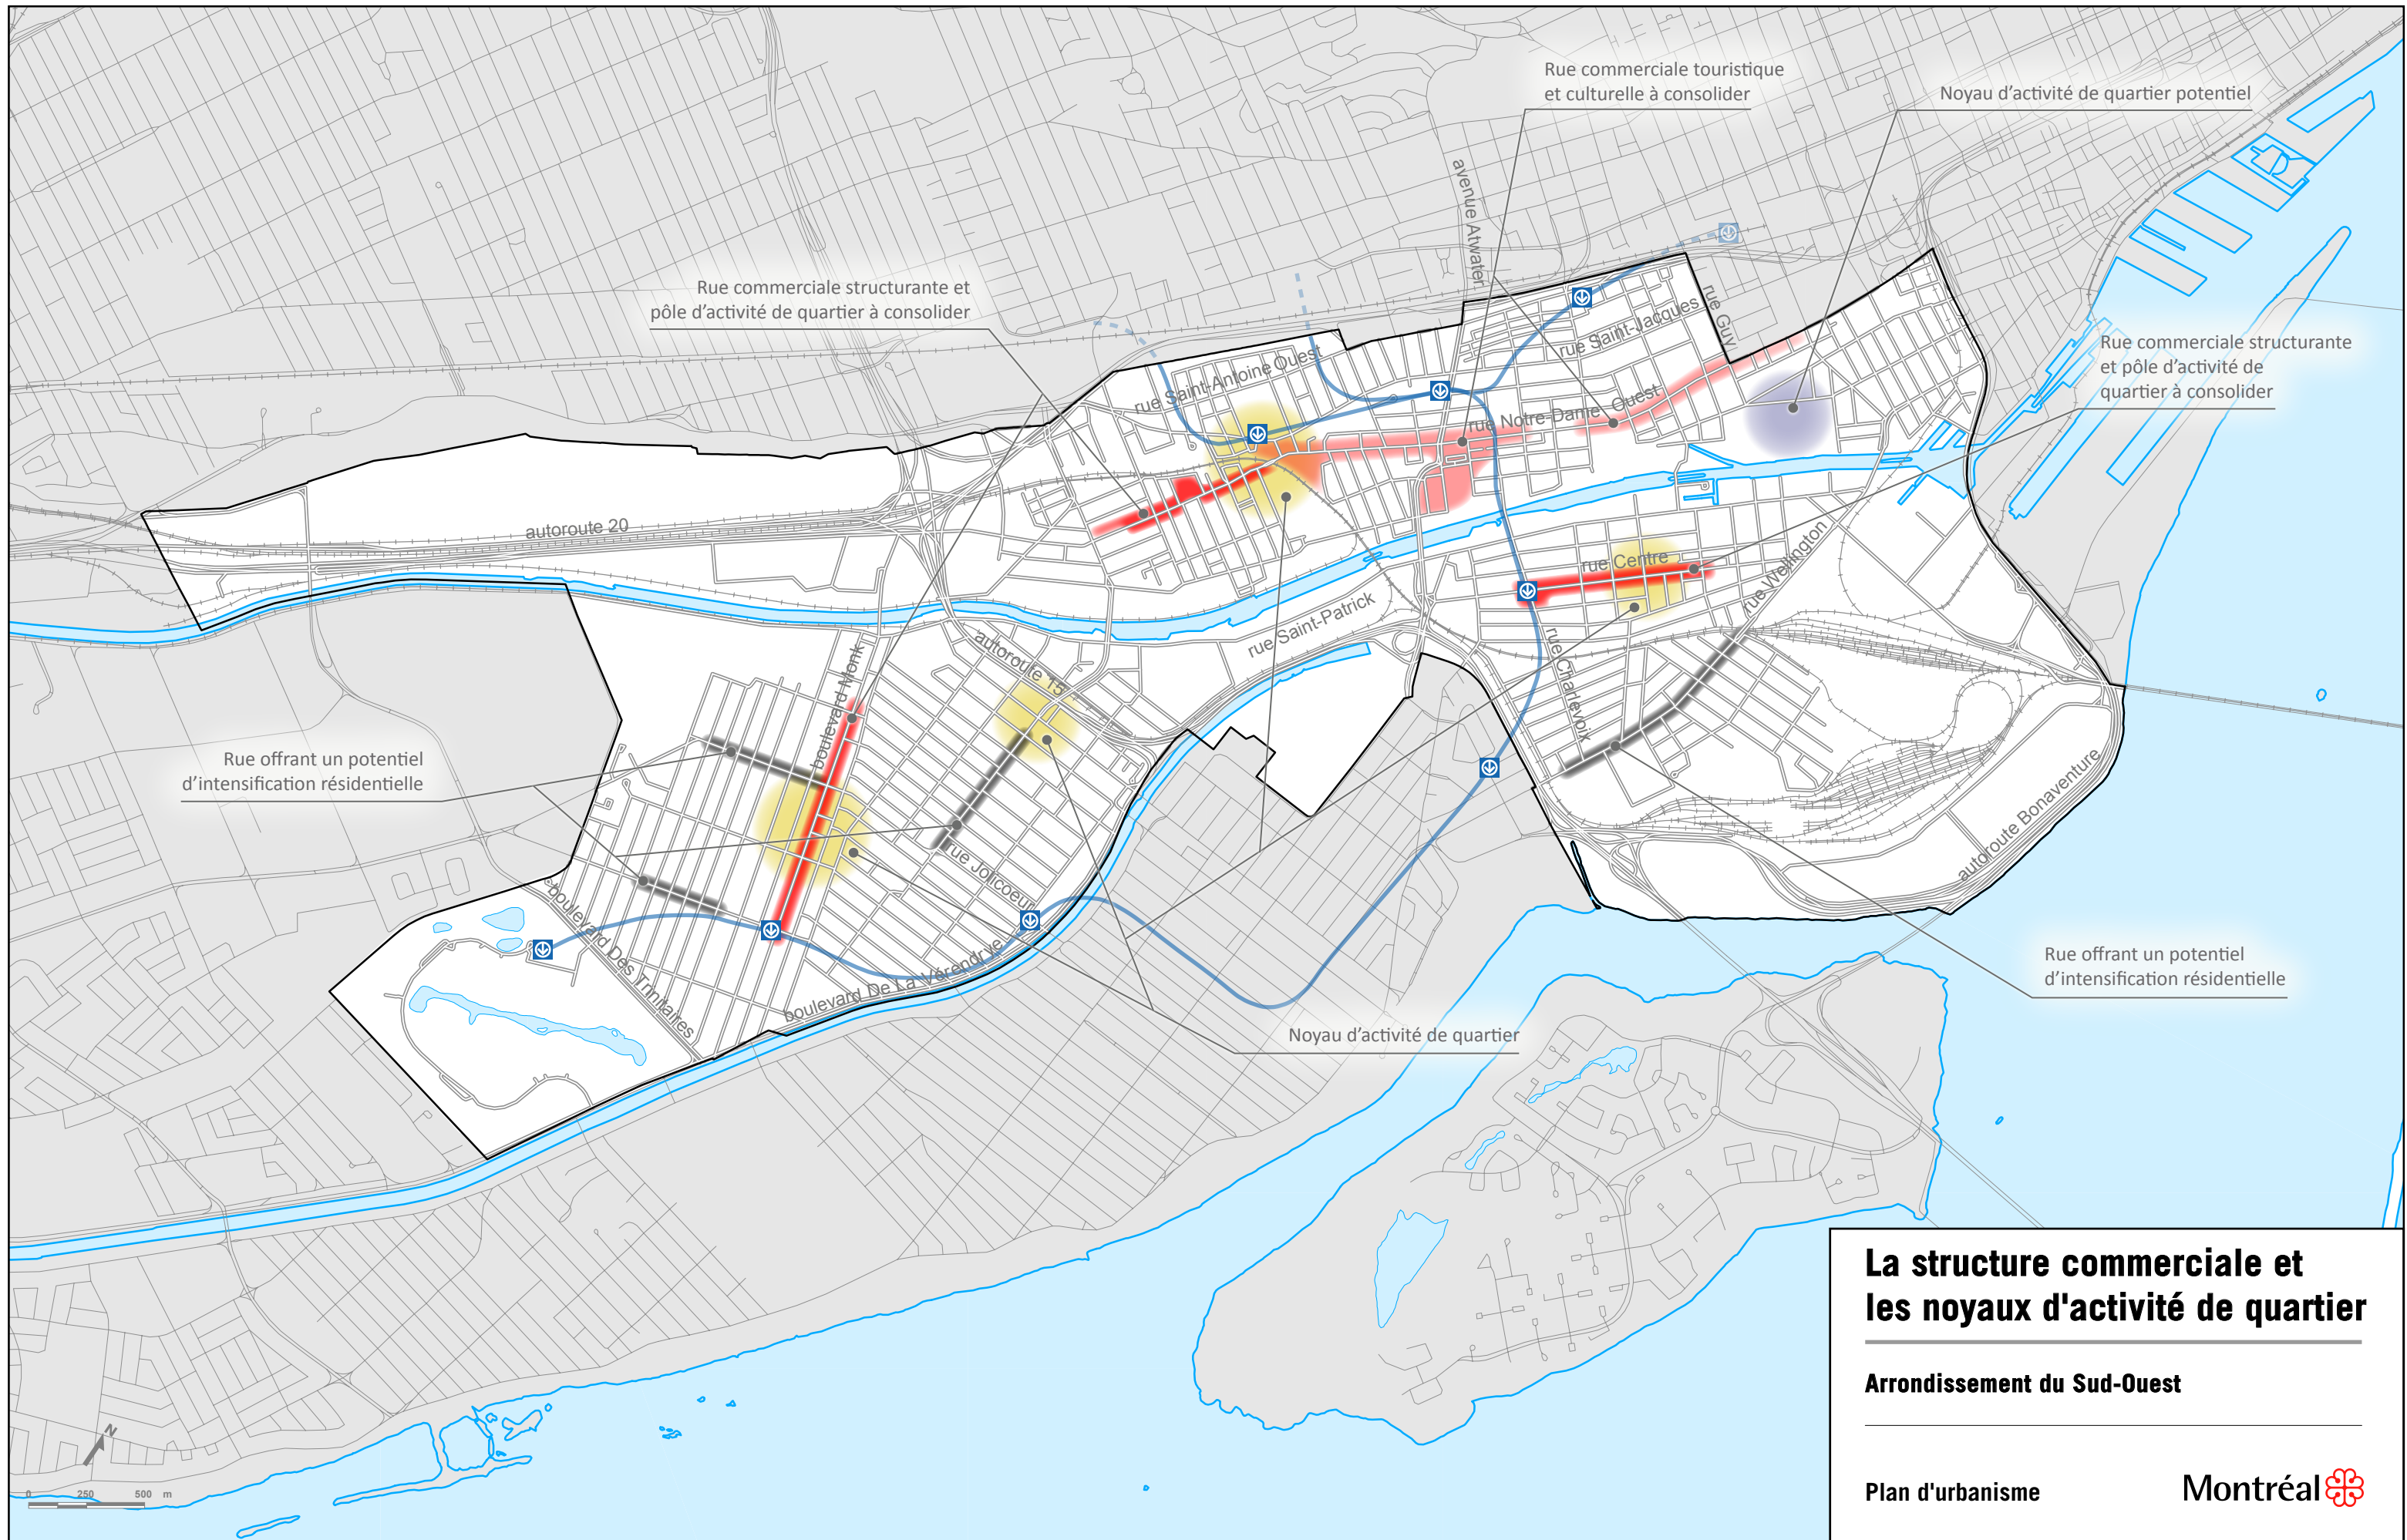 Rue commerciale touristique
et culturelle à consolider
Noyau d'activité de quartier potentiel
avenue Atwater
Rue commerciale structurante et
pôle d'activité de quartier à consolider
rue Saint-Jacques
rue Guy
rue Saint-Antoine Ouest
Rue commerciale structurante
et pôle d'activité de
quartier à consolider
rue Notre-Dame Ouest
autoroute 20
rue Centre
rue Wellington
rue Saint-Patrick
autoroute 15
boulevard Monk
rue Charlevoix
Rue offrant un potentiel
d'intensification résidentielle
autoroute Bonaventure
rue Jolicoeur
boulevard Des Trinitaires
boulevard De La Vérendrye
Rue offrant un potentiel
d'intensification résidentielle
Noyau d'activité de quartier
La structure commerciale et
les noyaux d'activité de quartier
Arrondissement du Sud-Ouest
Plan d'urbanisme
Montréal
N
0 250 500 m